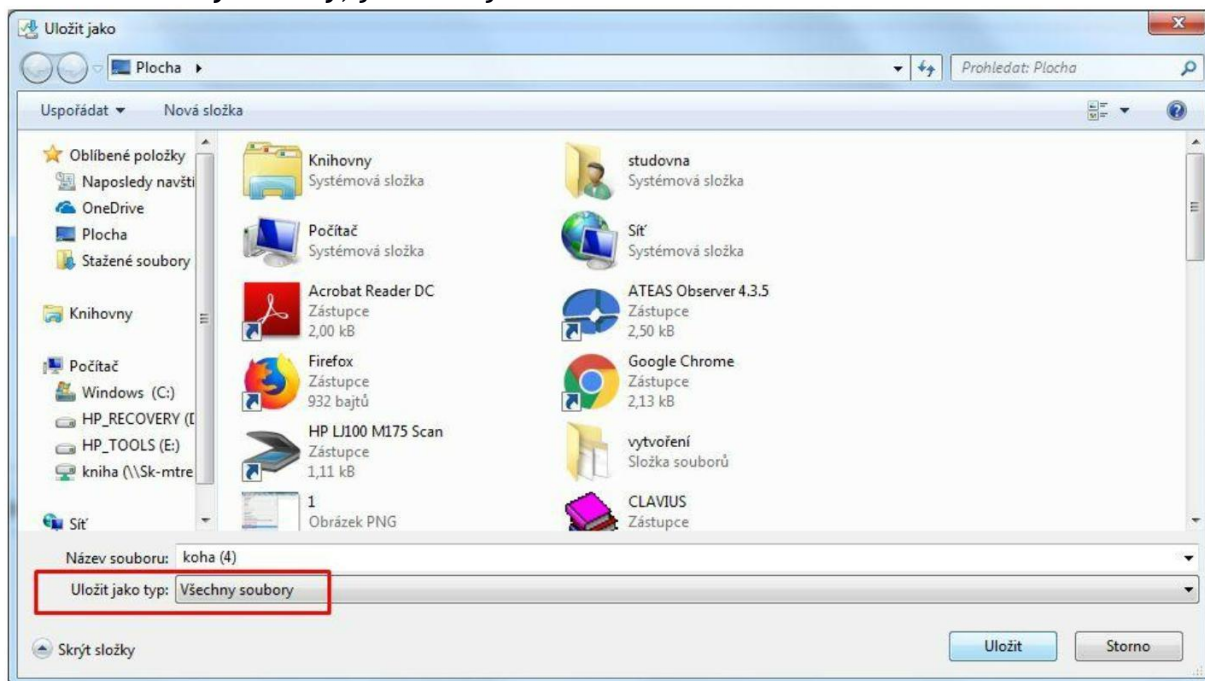 Uložit jako
Plocha
Prohledat: Plocha
Uspořádat
Nová složka
Oblíbené položky
Naposledy navšti
OneDrive
Plocha
Stažené soubory
Knihovny
Počítač
Windows (C:)
HP_RECOVERY (D
HP_TOOLS (E:)
kniha (\\Sk-mtre
Síť
Knihovny
Systémová složka
studovna
Systémová složka
Počítač
Systémová složka
Síť
Systémová složka
Acrobat Reader DC
Zástupce
2,00 kB
ATEAS Observer 4.3.5
Zástupce
2,50 kB
Firefox
Zástupce
932 bajtů
Google Chrome
Zástupce
2,13 kB
HP LJ100 M175 Scan
Zástupce
1,11 kB
vytvoření
Složka souborů
1
Obrázek PNG
CLAVIUS
Zástupce
Název souboru: koha (4)
Uložit jako typ: Všechny soubory
Skrýt složky
Uložit
Storno